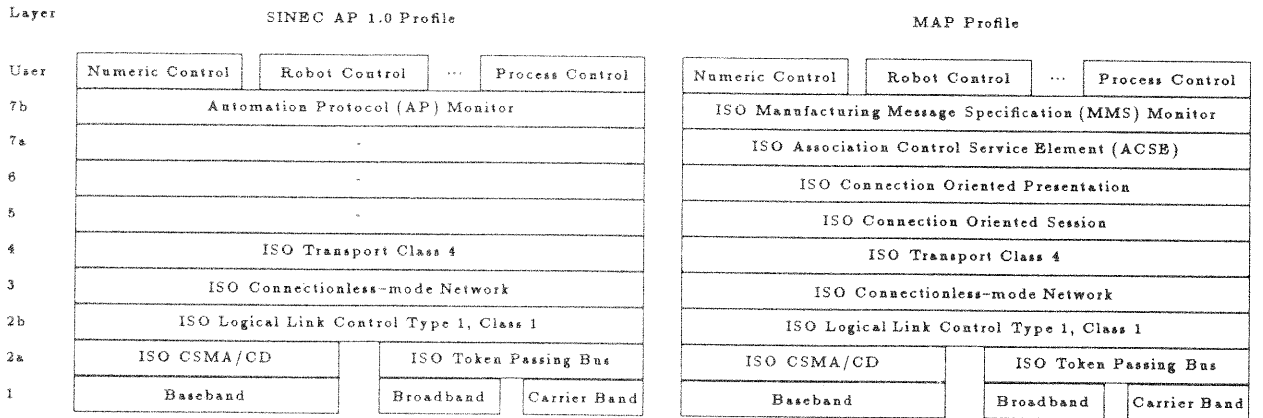 Layer SINEC AP 1.0 Profile MAP Profile
User Numeric Control Robot Control ... Process Control Numeric Control Robot Control ... Process Control
7b Automation Protocol (AP) Monitor ISO Manufacturing Message Specification (MMS) Monitor
7a - ISO Association Control Service Element (ACSE)
6 - ISO Connection Oriented Presentation
5 - ISO Connection Oriented Session
4 ISO Transport Class 4 ISO Transport Class 4
3 ISO Connectionless-mode Network ISO Connectionless-mode Network
2b ISO Logical Link Control Type 1, Class 1 ISO Logical Link Control Type 1, Class 1
2a ISO CSMA/CD ISO Token Passing Bus ISO CSMA/CD ISO Token Passing Bus
1 Baseband Broadband Carrier Band Baseband Broadband Carrier Band